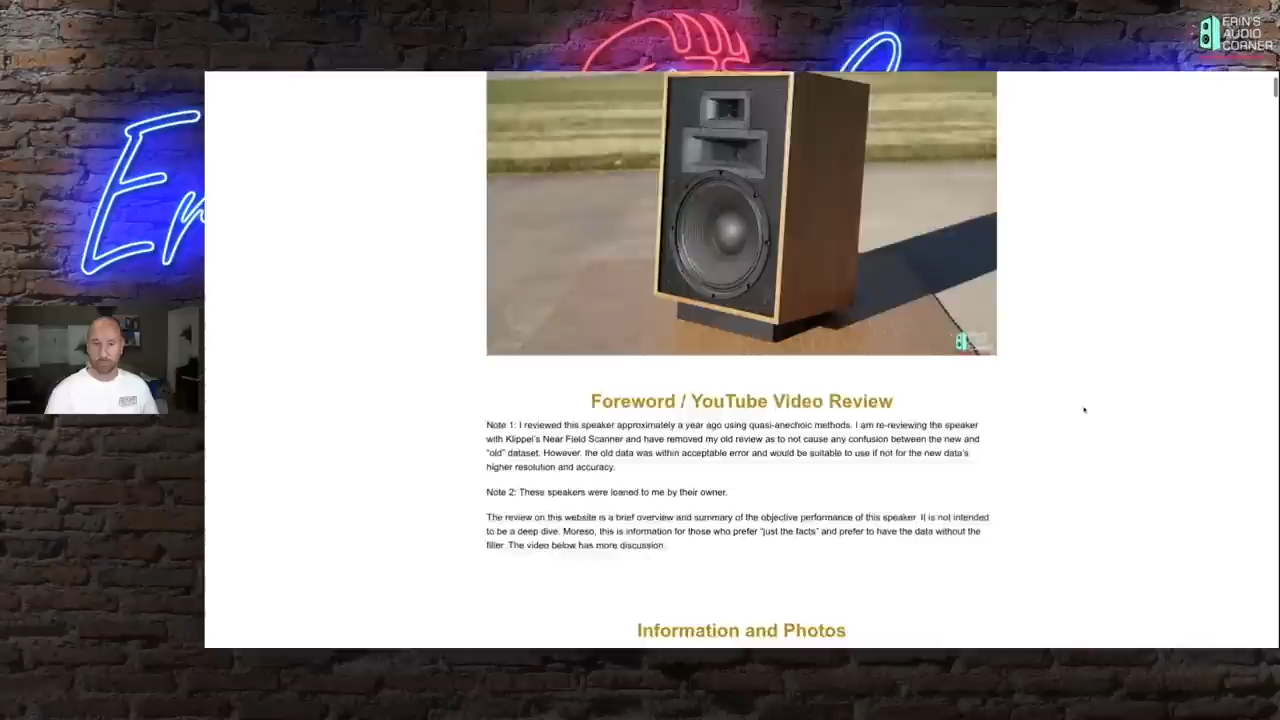 ERIN'S
AUDIO
CORNER
Er
Foreword / YouTube Video Review
Note 1: I reviewed this speaker approximately a year ago using quasi-anechoic methods. I am re-reviewing the speaker
with Klippel's Near Field Scanner and have removed my old review as to not cause any confusion between the new and
"old" dataset. However, the old data was within acceptable error and would be suitable to use if not for the new data's
higher resolution and accuracy.
Note 2: These speakers were loaned to me by their owner.
The review on this website is a brief overview and summary of the objective performance of this speaker. It is not intended
to be a deep dive. Moreso, this is information for those who prefer "just the facts" and prefer to have the data without the
filler. The video below has more discussion.
Information and Photos